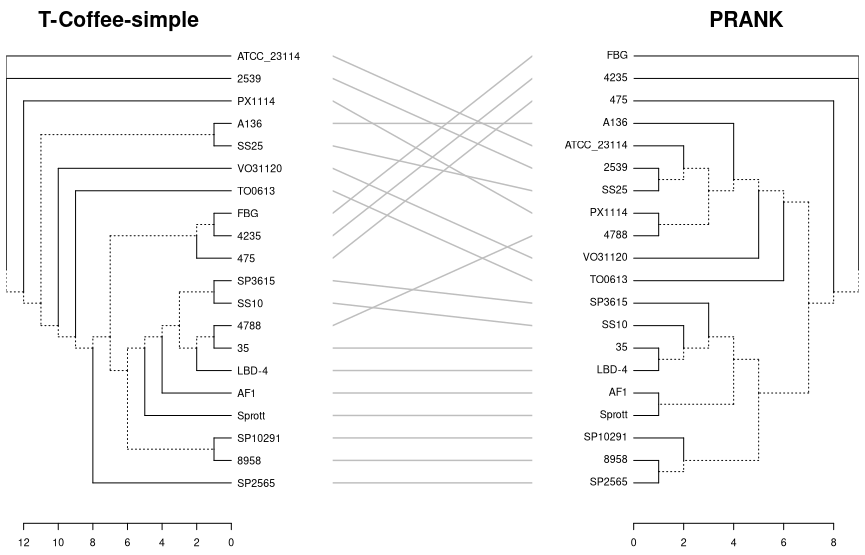 T-Coffee-simple
ATCC_23114
2539
PX1114
A136
SS25
VO31120
TO0613
FBG
4235
475
SP3615
SS10
4788
35
LBD-4
AF1
Sprott
SP10291
8958
SP2565
12 10 8 6 4 2 0
PRANK
FBG
4235
475
A136
ATCC_23114
2539
SS25
PX1114
4788
VO31120
TO0613
SP3615
SS10
35
LBD-4
AF1
Sprott
SP10291
8958
SP2565
0 2 4 6 8